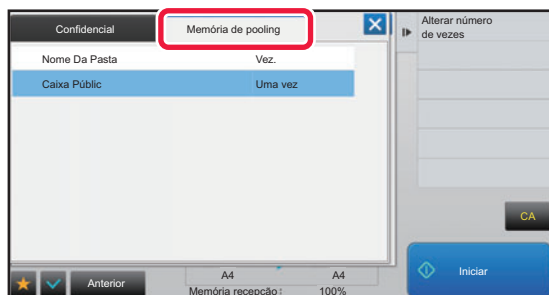 Confidencial
Memória de pooling
Nome Da Pasta
Vez.
Caixa Públic
Uma vez
Alterar número
de vezes
CA
Anterior
A4
A4
Memória recepção:
100%
Iniciar